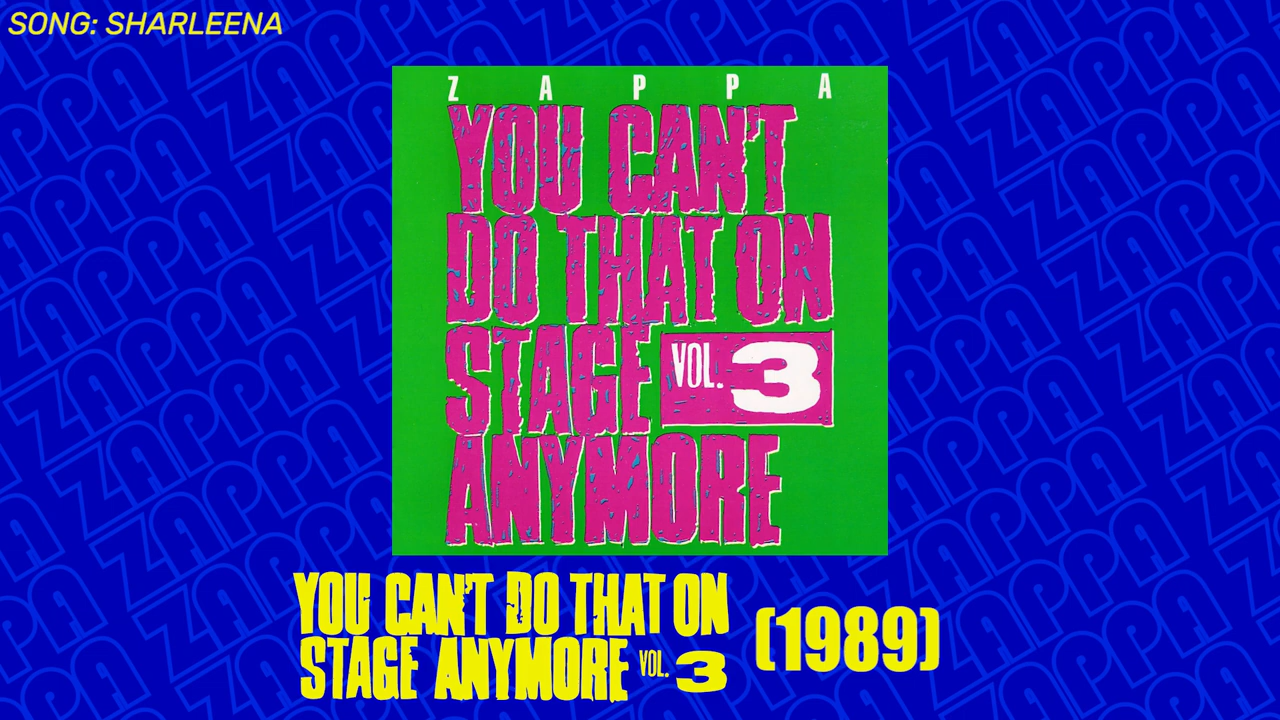 SONG: SHARLEENA
ZAPPA
YOU CAN'T
DO THAT ON
STAGE VOL. 3
ANYMORE
YOU CAN'T DO THAT ON
STAGE ANYMORE VOL. 3
(1989)